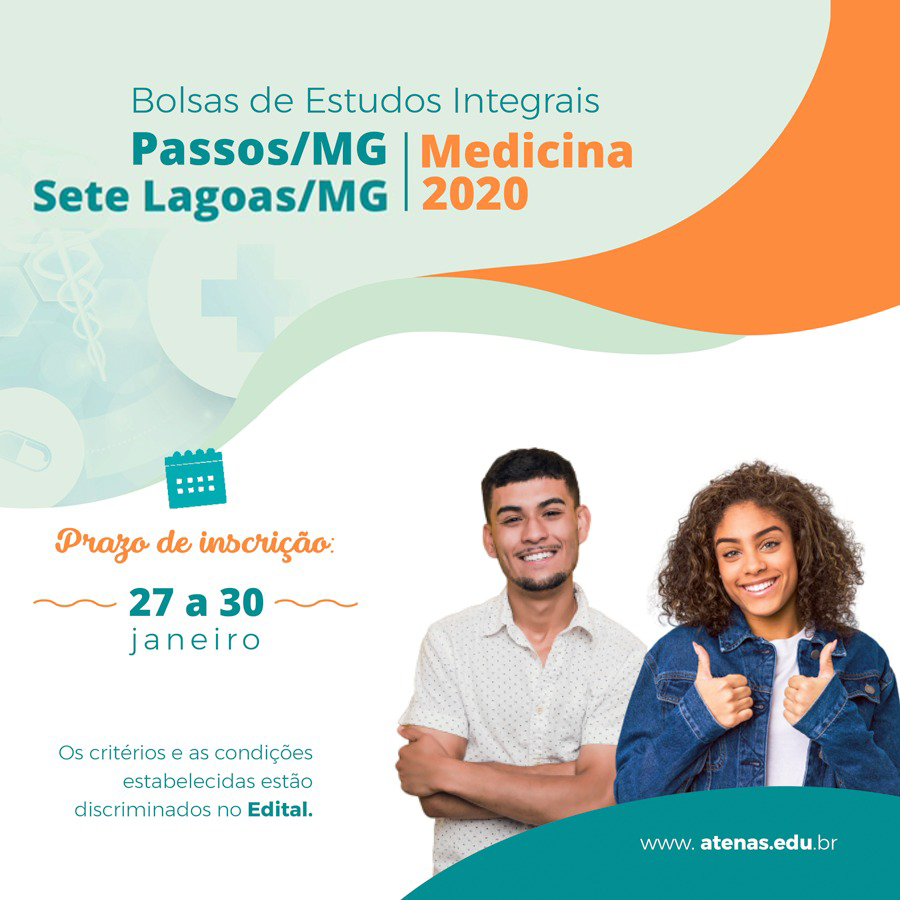 Bolsas de Estudos Integrais
Passos/MG
Sete Lagoas/MG
Medicina
2020
Prazo de inscrição:
27 a 30
janeiro
Os critérios e as condições
estabelecidas estão
discriminados no Edital.
www. atenas.edu.br